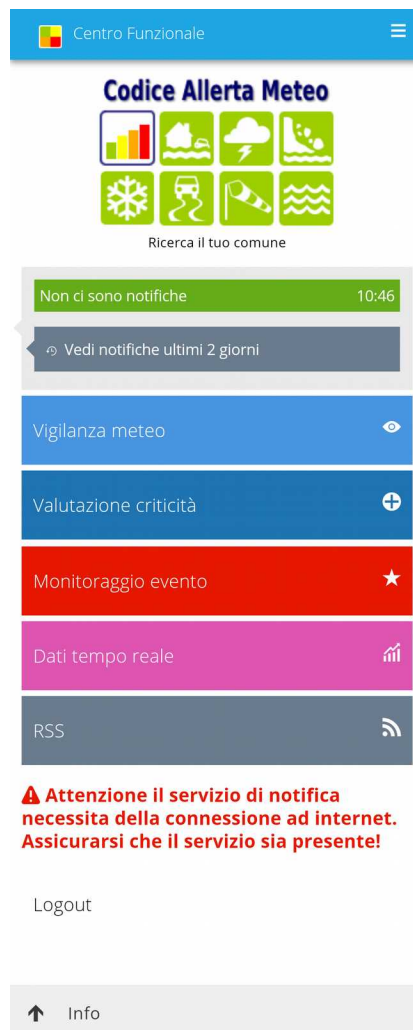 Centro Funzionale
Codice Allerta Meteo
Ricerca il tuo comune
Non ci sono notifiche 10:46
Vedi notifiche ultimi 2 giorni
Vigilanza meteo
Valutazione criticità
Monitoraggio evento
Dati tempo reale
RSS
Attenzione il servizio di notifica
necessita della connessione ad internet.
Assicurarsi che il servizio sia presente!
Logout
Info